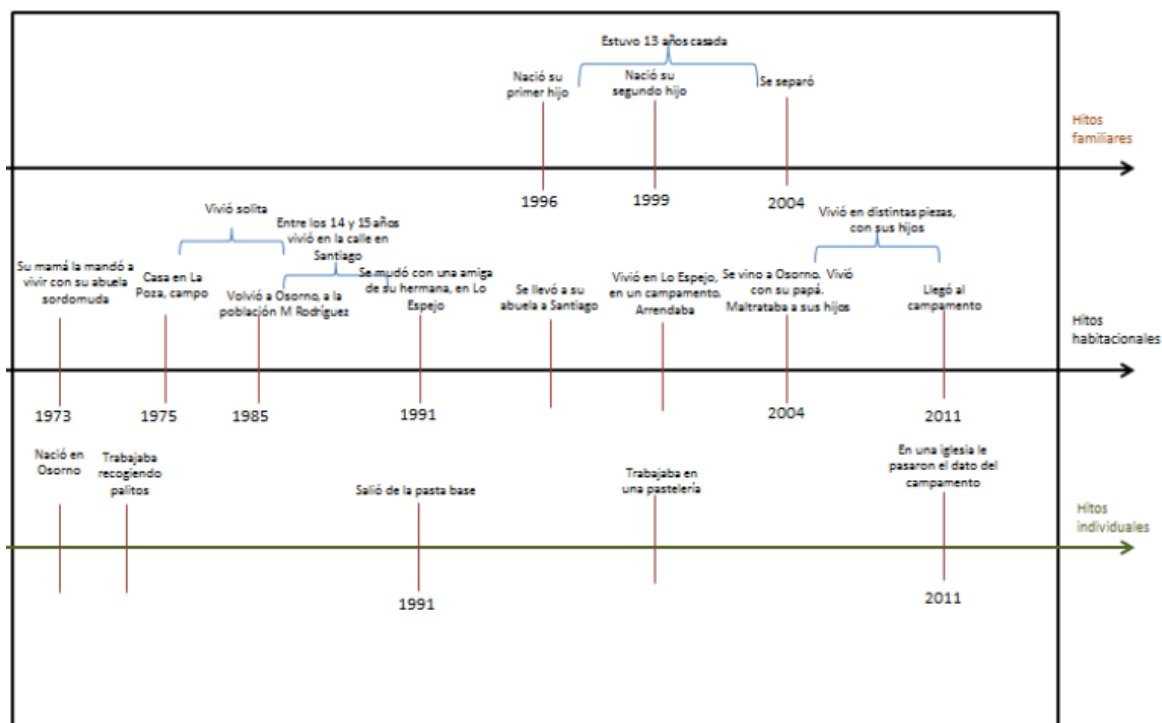 Estuvo 13 años casada
Nació su
primer hijo
Nació su
segundo hijo
Se separó
Hitos
familiares
1996
1999
2004
Vivió solita
Entre los 14 y 15 años
vivió en la calle en
Santiago
Vivió en distintas piezas,
con sus hijos
Su mamá la mandó a
vivir con su abuela
sordomuda
Casa en La
Poza, campo
Volvió a Osorno, a la
población M Rodríguez
Se mudó con una amiga
de su hermana, en Lo
Espejo
Se llevó a su
abuela a Santiago
Vivió en Lo Espejo,
en un campamento.
Arrendaba
Se vino a Osorno. Vivió
con su papá.
Maltrataba a sus hijos
Llegó al
campamento
Hitos
habitacionales
1973
1975
1985
1991
2004
2011
Nació en
Osorno
Trabajaba
recogiendo
palitos
Salió de la pasta base
Trabajaba en
una pastelería
En una iglesia le
pasaron el dato del
campamento
Hitos
individuales
1991
2011